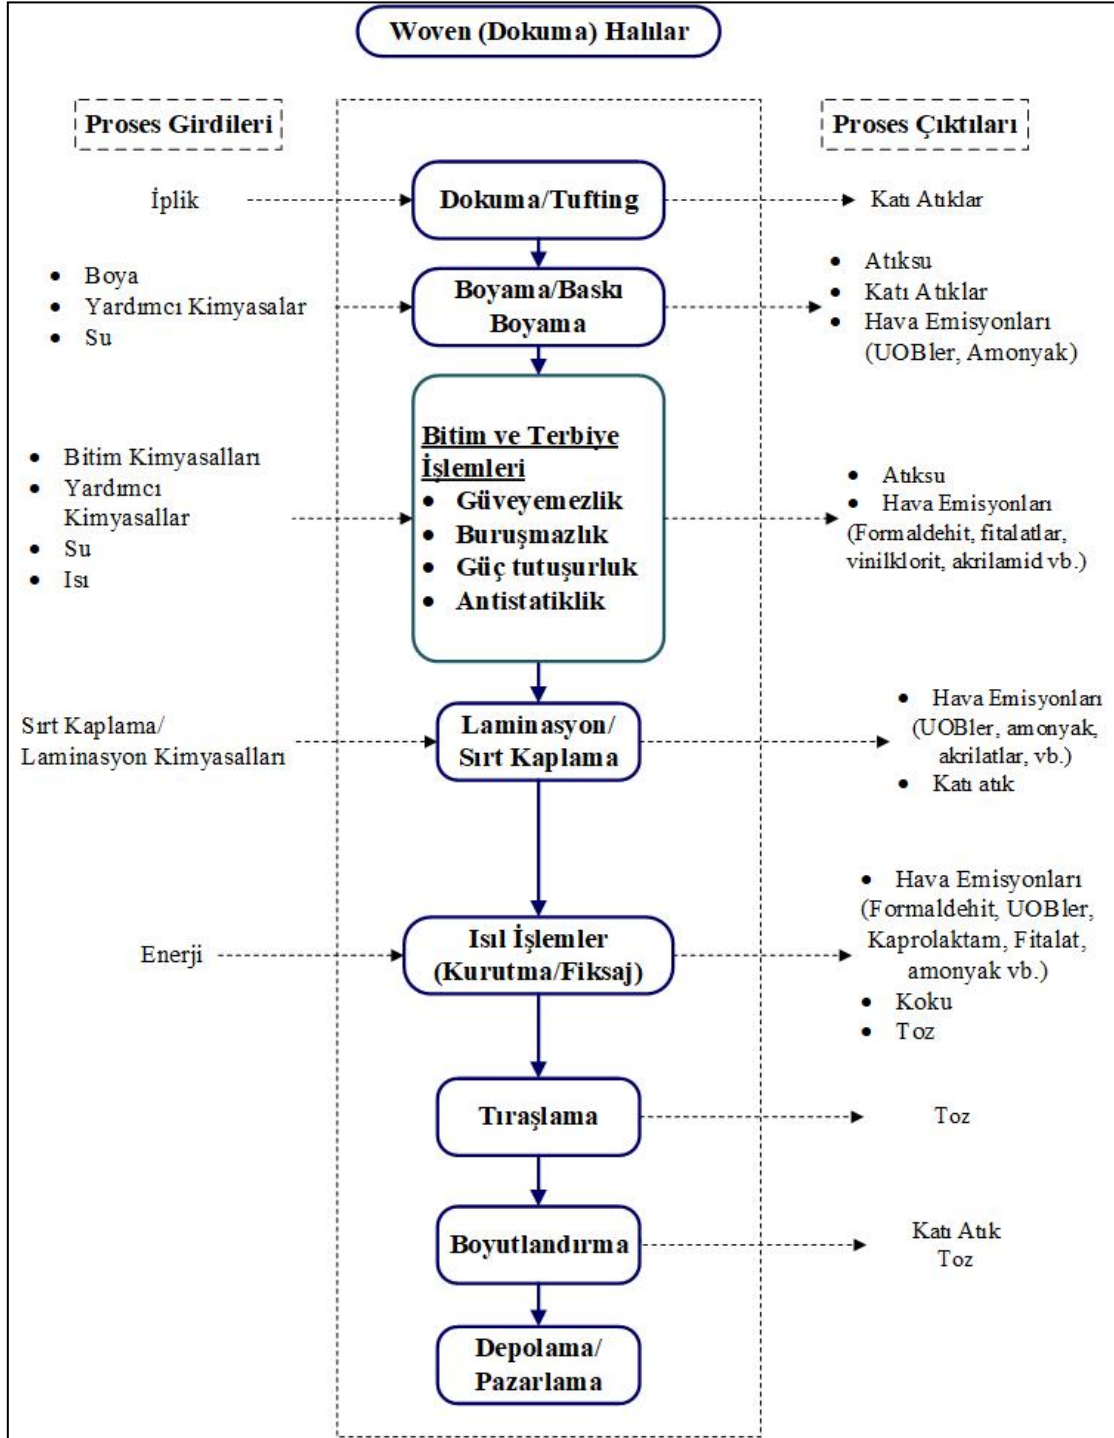 Woven (Dokuma) Halılar
Proses Girdileri
Proses Çıktıları
İplik
Dokuma/Tufting
Katı Atıklar
• Boya
• Yardımcı Kimyasalar
• Su
Boyama/Baskı
Boyama
• Atıksu
• Katı Atıklar
• Hava Emisyonları
(UOBler, Amonyak)
• Bitim Kimyasalları
• Yardımcı
Kimyasallar
• Su
• Isı
Bitim ve Terbiye
İşlemleri
• Güveyemezlik
• Buruşmazlık
• Güç tutuşurluk
• Antistatiklik
• Atıksu
• Hava Emisyonları
(Formaldehit, fitalatlar,
vinilklorit, akrilamid vb.)
Sırt Kaplama/
Laminasyon Kimyasalları
Laminasyon/
Sırt Kaplama
• Hava Emisyonları
(UOBler, amonyak,
akrilatlar, vb.)
• Katı atık
Enerji
Isıl İşlemler
(Kurutma/Fiksaj)
• Hava Emisyonları
(Formaldehit, UOBler,
Kaprolaktam, Fitalat,
amonyak vb.)
• Koku
• Toz
Tıraşlama
Toz
Boyutlandırma
Katı Atık
Toz
Depolama/
Pazarlama